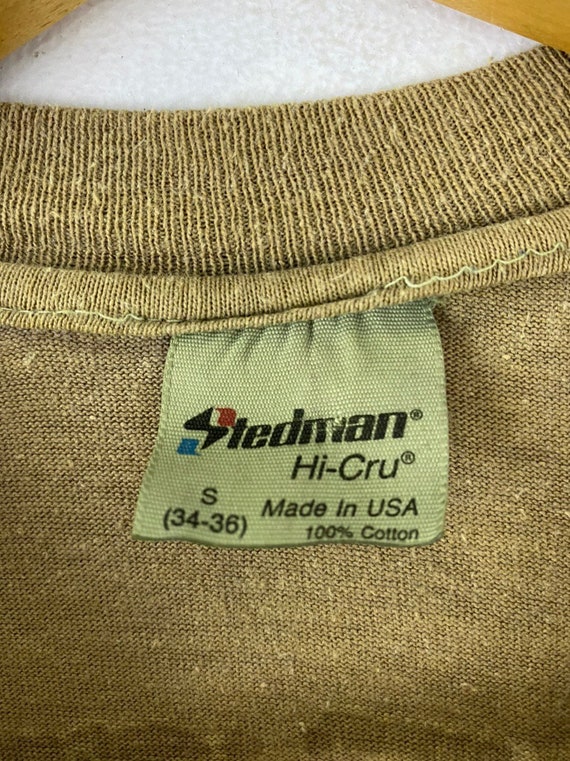 Stedman®
Hi-Cru®
S
(34-36)
Made In USA
100% Cotton